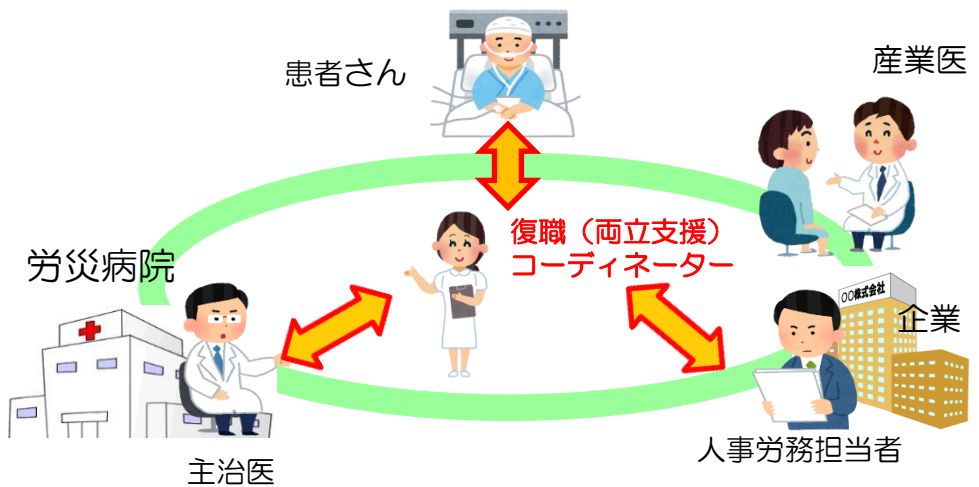 患者さん
産業医
復職（両立支援）
コーディネーター
労災病院
〇〇株式会社
企業
人事労務担当者
主治医